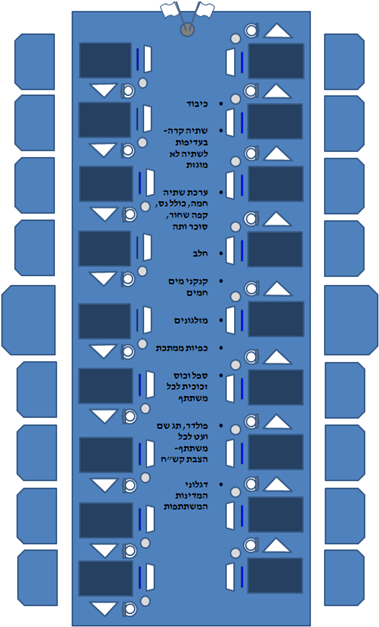 כיבוד
שתיה קרה-
בעדיפות
לשתיה לא
מוגזת
ערכת שתיה
חמה, כולל נס,
קפה שחור,
סוכר ותה
חלב
קנקני מים
חמים
מזלגונים
כפיות ממתכת
ספל וכוס
זכוכית לכל
משתתף
פולדר, תג שם
ועט לכל
משתתף-
הצבת קש״ח
דגלוני
המדינות
המשתתפות